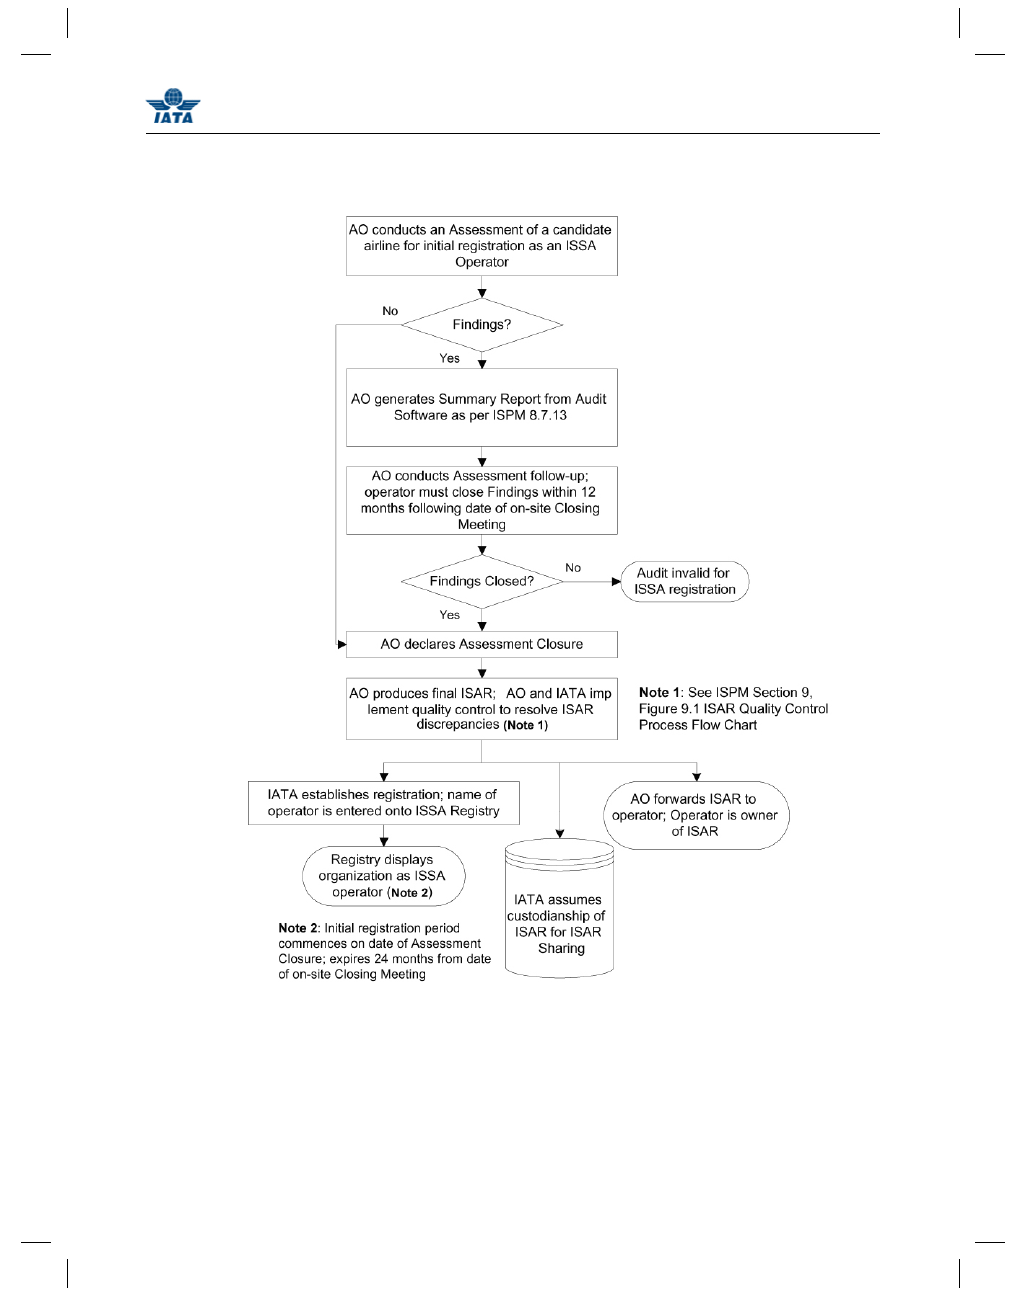 IATA
AO conducts an Assessment of a candidate
airline for initial registration as an ISSA
Operator
No
Findings?
Yes
AO generates Summary Report from Audit
Software as per ISPM 8.7.13
AO conducts Assessment follow-up;
operator must close Findings within 12
months following date of on-site Closing
Meeting
Findings Closed?
No
Audit invalid for
ISSA registration
Yes
AO declares Assessment Closure
AO produces final ISAR; AO and IATA imp
lement quality control to resolve ISAR
discrepancies (Note 1)
Note 1: See ISPM Section 9,
Figure 9.1 ISAR Quality Control
Process Flow Chart
IATA establishes registration; name of
operator is entered onto ISSA Registry
AO forwards ISAR to
operator; Operator is owner
of ISAR
Registry displays
organization as ISSA
operator (Note 2)
IATA assumes
custodianship of
ISAR for ISAR
Sharing
Note 2: Initial registration period
commences on date of Assessment
Closure; expires 24 months from date
of on-site Closing Meeting